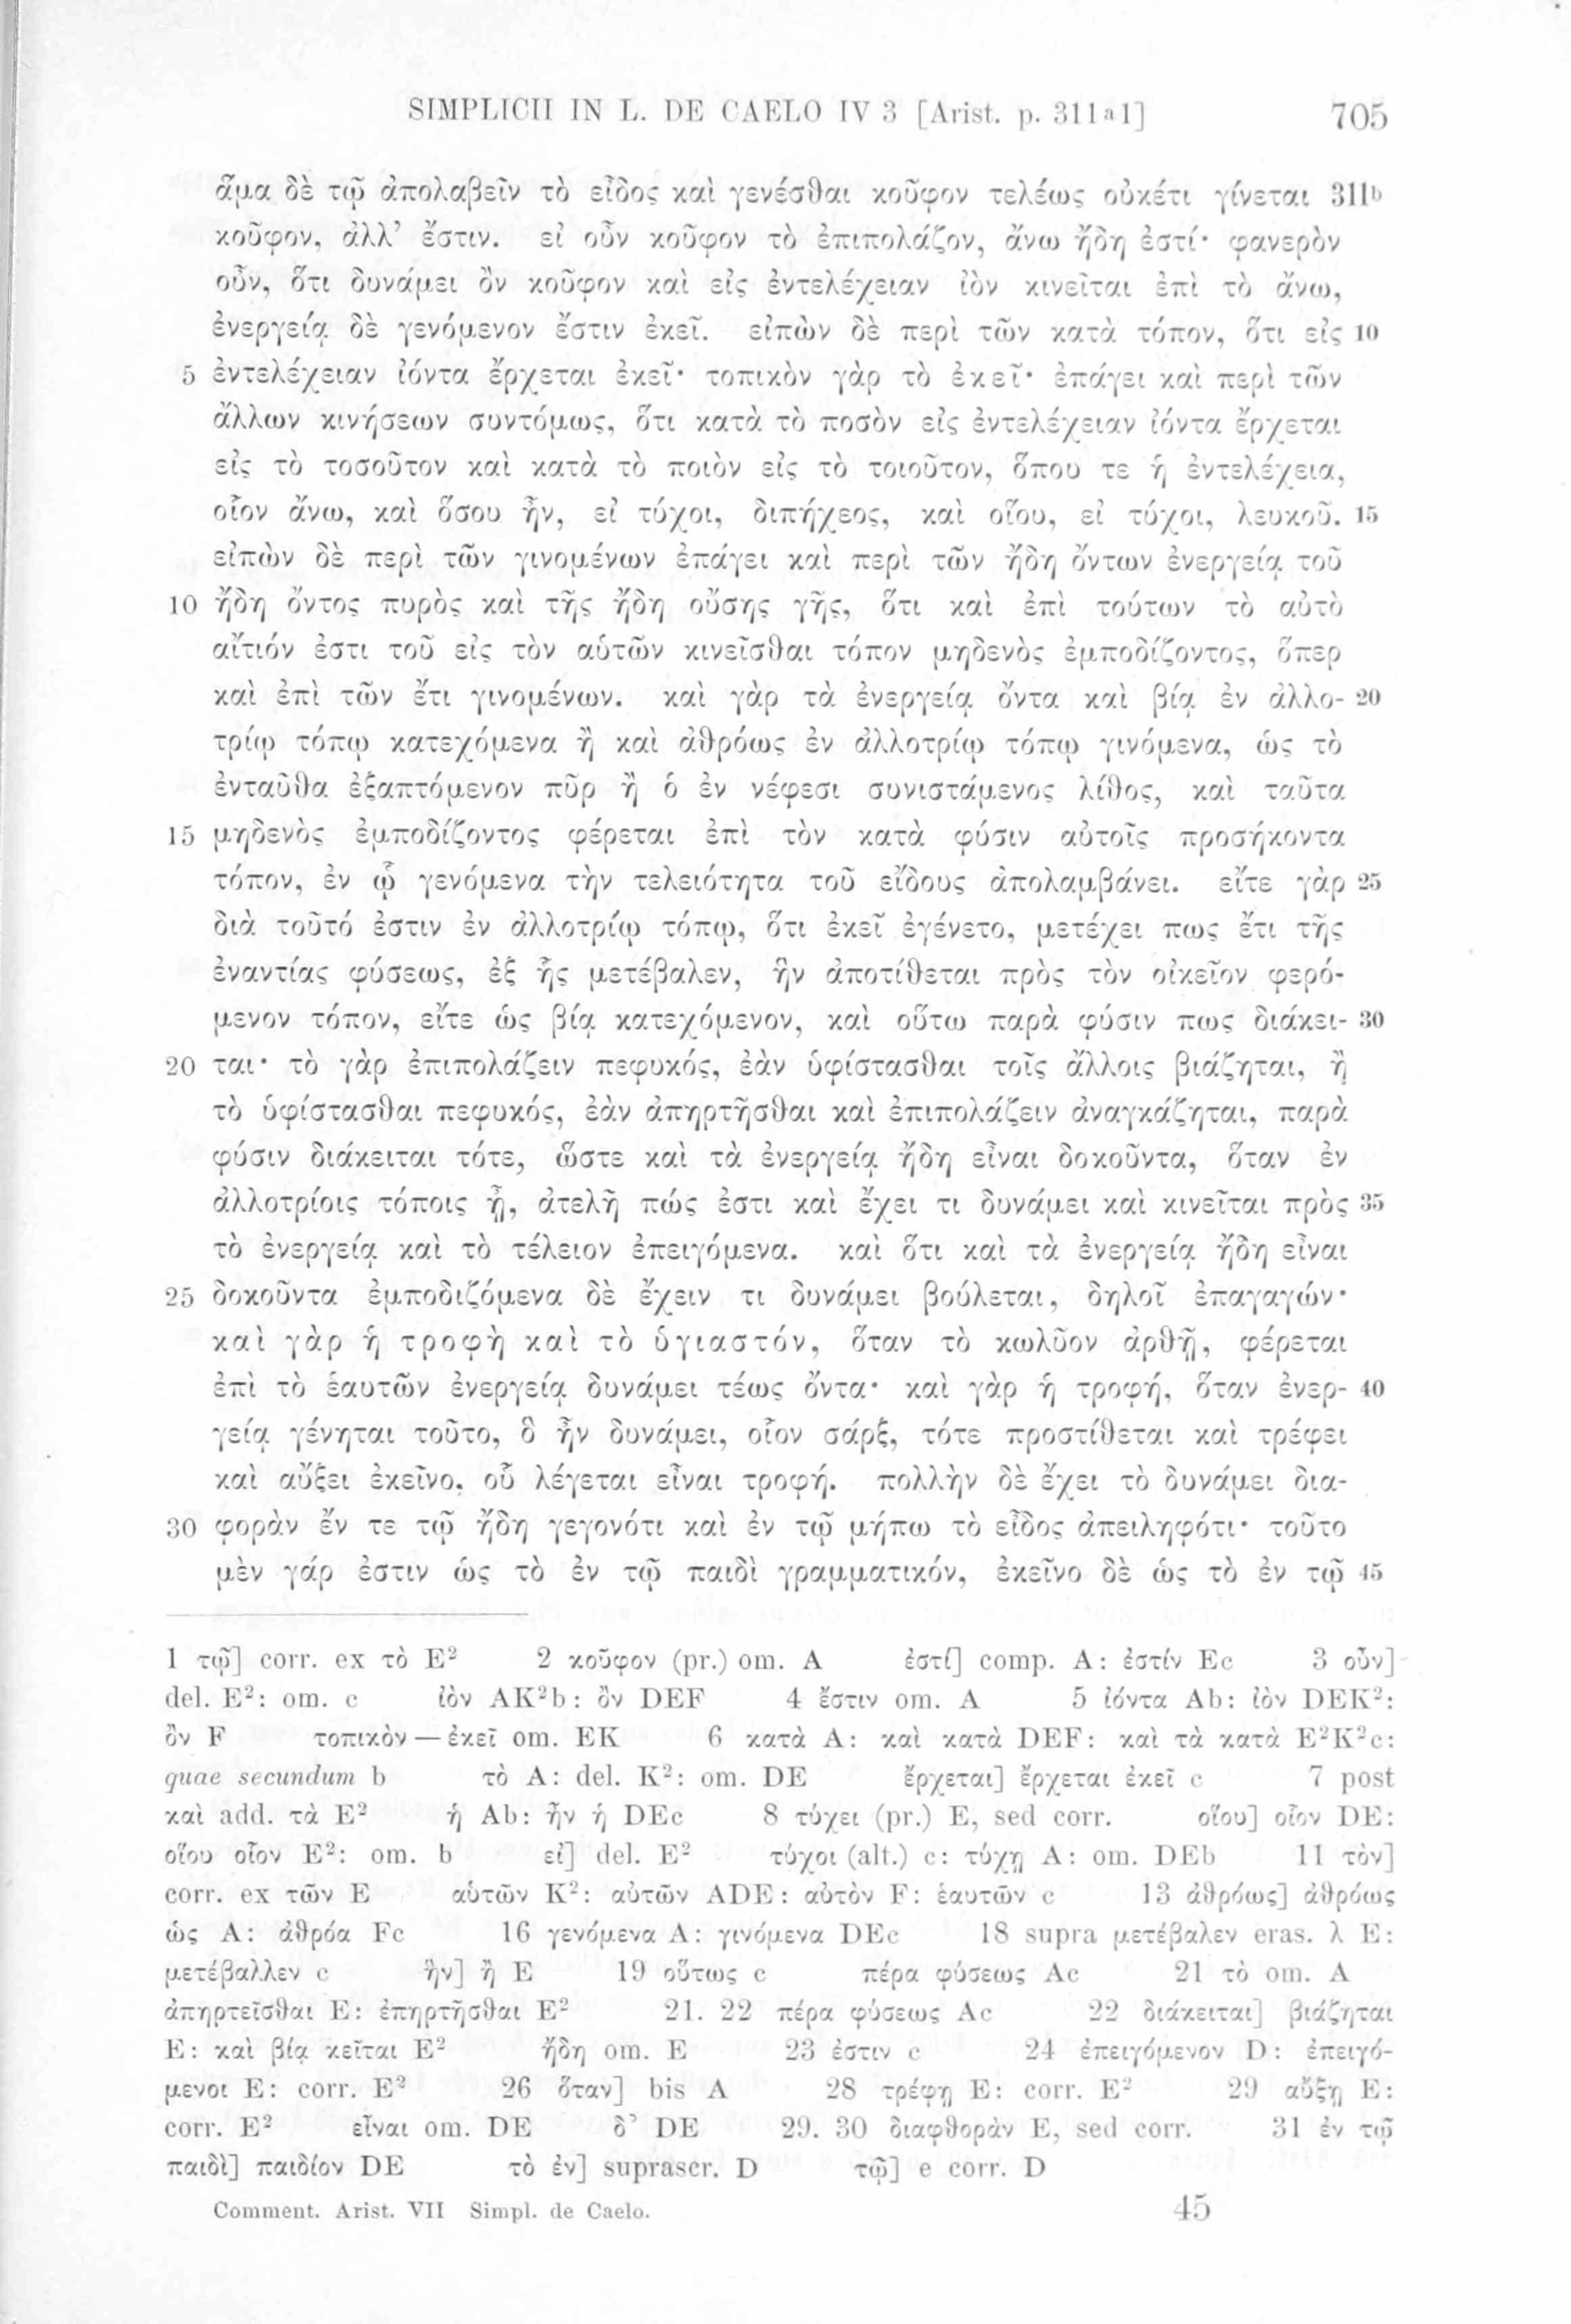 SIMPLICII IN L. DE CAELO IV 3 [Arist. p. 311a1] 705
ἅμα δὲ τῷ ἀπολαβεῖν τὸ εἶδος καὶ γενέσθαι κοῦφον τελέως οὐκέτι γίνεται 311b
κοῦφον, ἀλλ’ ἔστιν. εἰ οὖν κοῦφον τὸ ἐπιπολάζον, ἄνω ἤδη ἐστί· φανερὸν
οὖν, ὅτι δυνάμει ὂν κοῦφον καὶ εἰς ἐντελέχειαν ἰὸν κινεῖται ἐπὶ τὸ ἄνω,
ἐνεργείᾳ δὲ γενόμενον ἔστιν ἐκεῖ. εἰπὼν δὲ περὶ τῶν κατὰ τόπον, ὅτι εἰς 10
5 ἐντελέχειαν ἰόντα ἔρχεται ἐκεῖ· τοπικὸν γὰρ τὸ ἐκεῖ· ἐπάγει καὶ περὶ τῶν
ἄλλων κινήσεων συντόμως, ὅτι κατὰ τὸ ποσὸν εἰς ἐντελέχειαν ἰόντα ἔρχεται
εἰς τὸ τοσοῦτον καὶ κατὰ τὸ ποιὸν εἰς τὸ τοιοῦτον, ὅπου τε ἡ ἐντελέχεια,
οἷον ἄνω, καὶ ὅσου ἦν, εἰ τύχοι, διπήχεος, καὶ οἵου, εἰ τύχοι, λευκοῦ. 15
εἰπὼν δὲ περὶ τῶν γινομένων ἐπάγει καὶ περὶ τῶν ἤδη ὄντων ἐνεργείᾳ τοῦ
10 ἤδη ὄντος πυρὸς καὶ τῆς ἤδη οὔσης γῆς, ὅτι καὶ ἐπὶ τούτων τὸ αὐτὸ
αἴτιόν ἐστι τοῦ εἰς τὸν αὑτῶν κινεῖσθαι τόπον μηδενὸς ἐμποδίζοντος, ὅπερ
καὶ ἐπὶ τῶν ἔτι γινομένων. καὶ γὰρ τὰ ἐνεργείᾳ ὄντα καὶ βίᾳ ἐν ἀλλο- 20
τρίῳ τόπῳ κατεχόμενα ἢ καὶ ἀθρόως ἐν ἀλλοτρίῳ τόπῳ γινόμενα, ὡς τὸ
ἐνταῦθα ἐξαπτόμενον πῦρ ἢ ὁ ἐν νέφεσι συνιστάμενος λίθος, καὶ ταῦτα
15 μηδενὸς ἐμποδίζοντος φέρεται ἐπὶ τὸν κατὰ φύσιν αὐτοῖς προσήκοντα
τόπον, ἐν ᾧ γενόμενα τὴν τελειότητα τοῦ εἴδους ἀπολαμβάνει. εἴτε γὰρ 25
διὰ τοῦτό ἐστιν ἐν ἀλλοτρίῳ τόπῳ, ὅτι ἐκεῖ ἐγένετο, μετέχει πως ἔτι τῆς
ἐναντίας φύσεως, ἐξ ἧς μετέβαλεν, ἣν ἀποτίθεται πρὸς τὸν οἰκεῖον φερό-
μενον τόπον, εἴτε ὡς βίᾳ κατεχόμενον, καὶ οὕτω παρὰ φύσιν πως διάκει- 30
20 ται· τὸ γὰρ ἐπιπολάζειν πεφυκός, ἐὰν ὑφίστασθαι τοῖς ἄλλοις βιάζηται, ἢ
τὸ ὑφίστασθαι πεφυκός, ἐὰν ἀπηρτῆσθαι καὶ ἐπιπολάζειν ἀναγκάζηται, παρὰ
φύσιν διάκειται τότε, ὥστε καὶ τὰ ἐνεργείᾳ ἤδη εἶναι δοκοῦντα, ὅταν ἐν
ἀλλοτρίοις τόποις ᾖ, ἀτελῆ πώς ἐστι καὶ ἔχει τι δυνάμει καὶ κινεῖται πρὸς 35
τὸ ἐνεργείᾳ καὶ τὸ τέλειον ἐπειγόμενα. καὶ ὅτι καὶ τὰ ἐνεργείᾳ ἤδη εἶναι
25 δοκοῦντα ἐμποδιζόμενα δὲ ἔχειν τι δυνάμει βούλεται, δηλοῖ ἐπαγαγών·
καὶ γὰρ ἡ τροφὴ καὶ τὸ ὑγιαστόν, ὅταν τὸ κωλῦον ἀρθῇ, φέρεται
ἐπὶ τὸ ἑαυτῶν ἐνεργείᾳ δυνάμει τέως ὄντα· καὶ γὰρ ἡ τροφή, ὅταν ἐνερ- 40
γείᾳ γένηται τοῦτο, ὃ ἦν δυνάμει, οἷον σάρξ, τότε προστίθεται καὶ τρέφει
καὶ αὔξει ἐκεῖνο, οὗ λέγεται εἶναι τροφή. πολλὴν δὲ ἔχει τὸ δυνάμει δια-
30 φορὰν ἔν τε τῷ ἤδη γεγονότι καὶ ἐν τῷ μήπω τὸ εἶδος ἀπειληφότι· τοῦτο
μὲν γάρ ἐστιν ὡς τὸ ἐν τῷ παιδὶ γραμματικόν, ἐκεῖνο δὲ ὡς τὸ ἐν τῷ 45
1 τῷ] corr. ex τὸ E² 2 κοῦφον (pr.) om. A ἐστί] comp. A: ἐστίν Ec 3 οὖν]
del. E²: om. c ἰὸν AK²b: ὂν DEF 4 ἔστιν om. A 5 ἰόντα Ab: ἰὸν DEK²:
ὂν F τοπικὸν—ἐκεῖ om. EK 6 κατὰ A: καὶ κατὰ DEF: καὶ τὰ κατὰ E²K²c:
quae secundum b τὸ A: del. K²: om. DE ἔρχεται] ἔρχεται ἐκεῖ c 7 post
καὶ add. τὰ E² ἡ Ab: ἦν ἡ DEc 8 τύχει (pr.) E, sed corr. οἵου] οἷον DE:
οἵου οἷον E²: om. b εἰ] del. E² τύχοι (alt.) c: τύχῃ A: om. DEb 11 τὸν]
corr. ex τῶν E αὑτῶν K²: αὐτῶν ADE: αὐτὸν F: ἑαυτῶν c 13 ἀθρόως] ἀθρόως
ὡς A: ἀθρόα Fc 16 γενόμενα A: γινόμενα DEc 18 supra μετέβαλεν eras. λ E:
μετέβαλλεν c ἣν] ἢ E 19 οὕτως c πέρα φύσεως Ac 21 τὸ om. A
ἀπηρτεῖσθαι E: ἐπηρτῆσθαι E² 21. 22 πέρα φύσεως Ac 22 διάκειται] βιάζηται
E: καὶ βίᾳ κεῖται E² ἤδη om. E 23 ἐστιν c 24 ἐπειγόμενον D: ἐπειγό-
μενοι E: corr. E² 26 ὅταν] bis A 28 τρέφῃ E: corr. E² 29 αὔξῃ E:
corr. E² εἶναι om. DE δ’ DE 29. 30 διαφθορὰν E, sed corr. 31 ἐν τῷ
παιδὶ] παιδίον DE τὸ ἐν] suprascr. D τῷ] e corr. D
Comment. Arist. VII Simpl. de Caelo. 45